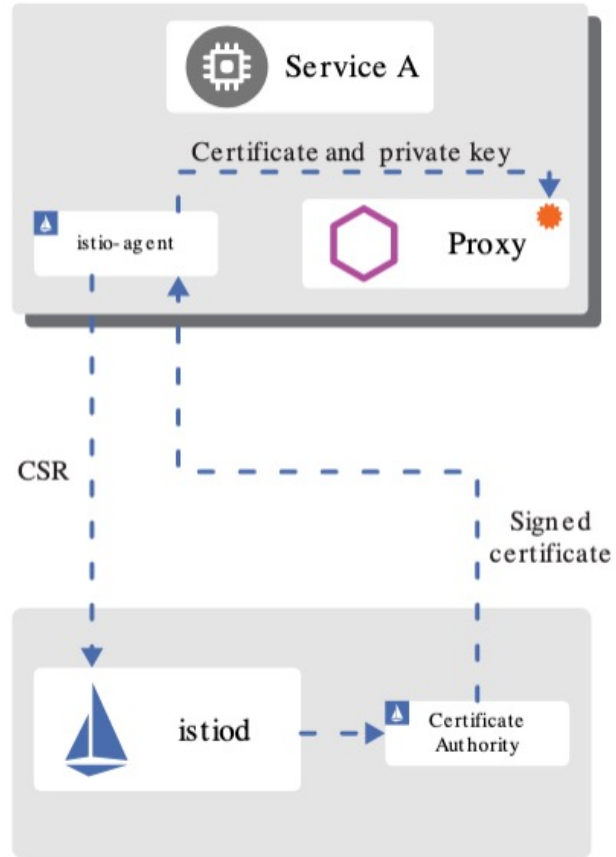 Service A
Certificate and private key
istio-agent
Proxy
CSR
Signed
certificate
istiod
Certificate
Authority